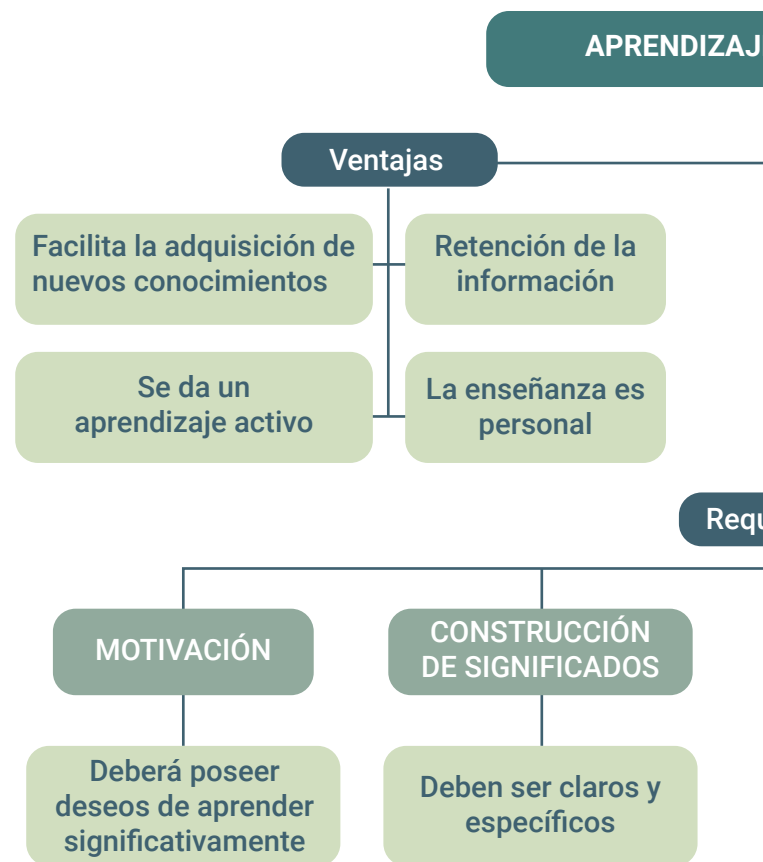 APRENDIZAJ
Ventajas
Facilita la adquisición de
nuevos conocimientos
Retención de la
información
Se da un
aprendizaje activo
La enseñanza es
personal
Requ
MOTIVACIÓN
CONSTRUCCIÓN
DE SIGNIFICADOS
Deberá poseer
deseos de aprender
significativamente
Deben ser claros y
específicos